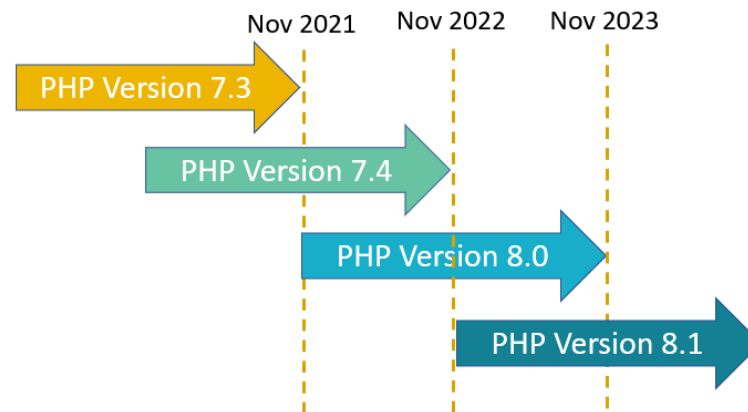 Nov 2021 Nov 2022 Nov 2023
PHP Version 7.3
PHP Version 7.4
PHP Version 8.0
PHP Version 8.1